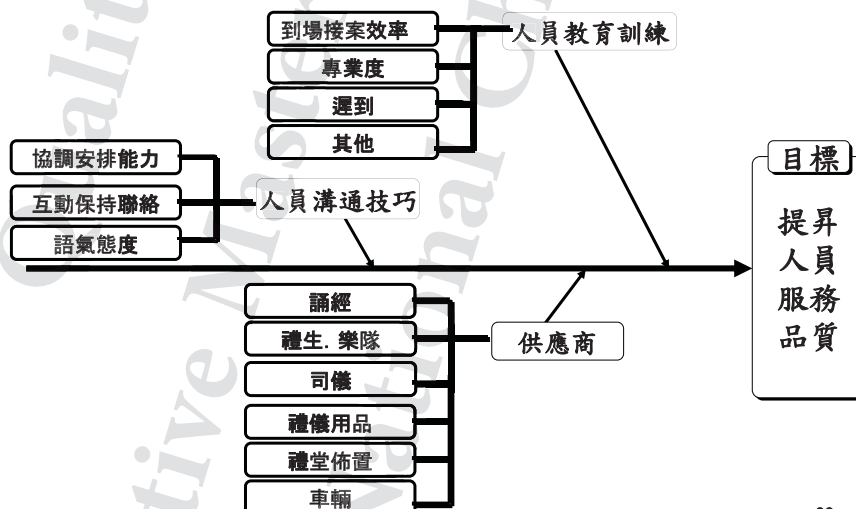 到場接案效率
專業度
遲到
其他
人員教育訓練
協調安排能力
互動保持聯絡
語氣態度
人員溝通技巧
目標
提昇
人員
服務
品質
誦經
禮生. 樂隊
司儀
禮儀用品
禮堂佈置
車輛
供應商